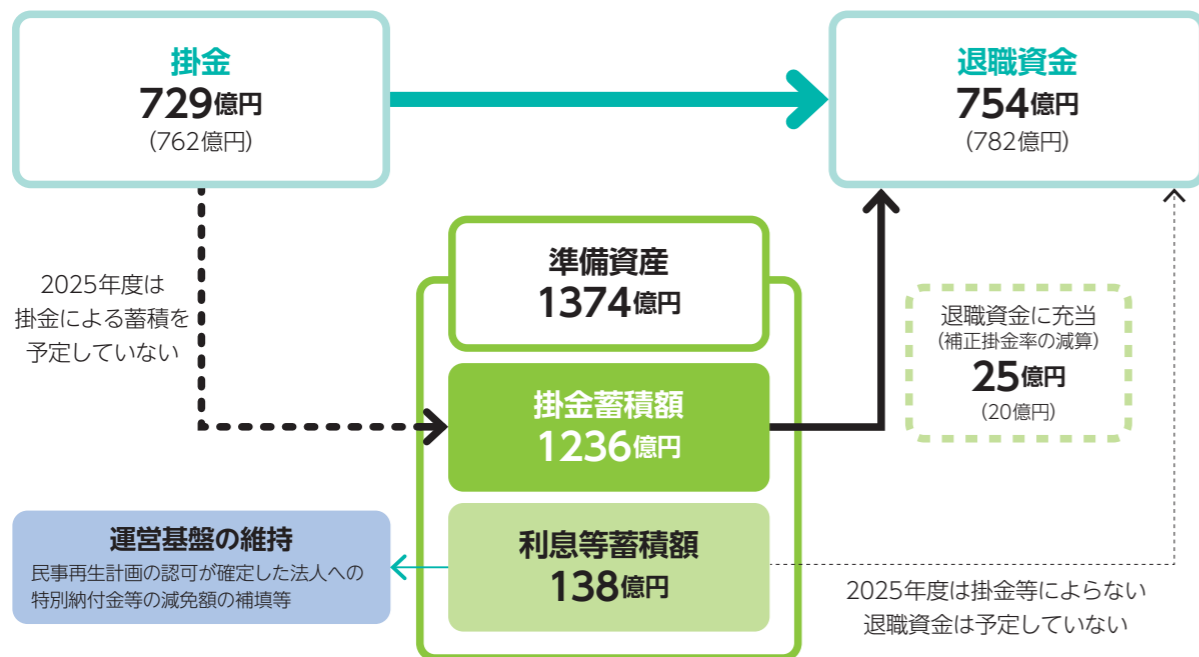 掛金
729億円
(762億円)
退職資金
754億円
(782億円)
2025年度は
掛金による蓄積を
予定していない
準備資産
1374億円
退職資金に充当
(補正掛金率の減算)
25億円
(20億円)
掛金蓄積額
1236億円
運営基盤の維持
民事再生計画の認可が確定した法人への
特別納付金等の減免額の補填等
利息等蓄積額
138億円
2025年度は掛金等によらない
退職資金は予定していない